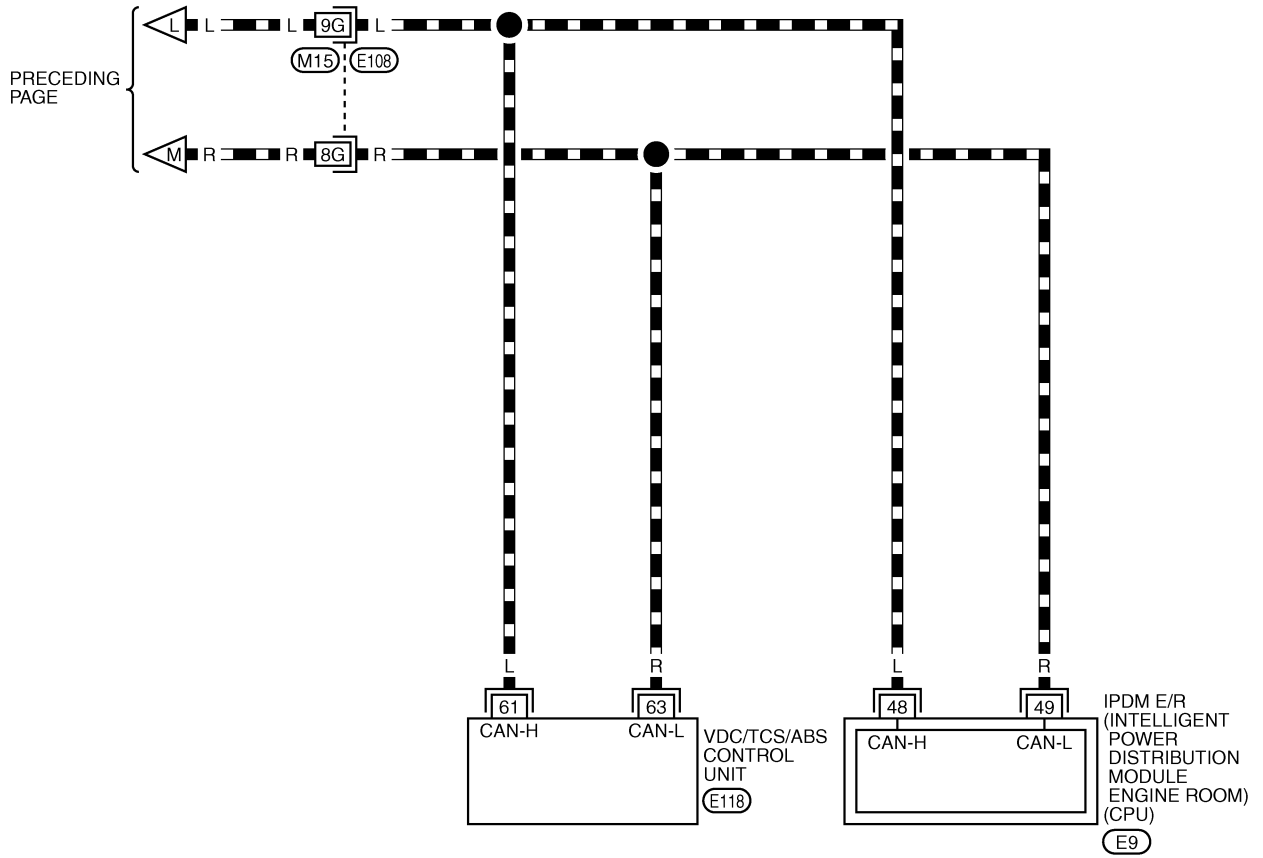 L L L 9G L
M15 E108
PRECEDING
PAGE
M R R 8G R
L R L R
61 63 48 49
CAN-H CAN-L
CAN-H CAN-L
VDC/TCS/ABS
CONTROL
UNIT
E118
IPDM E/R
(INTELLIGENT
POWER
DISTRIBUTION
MODULE
ENGINE ROOM)
(CPU)
E9